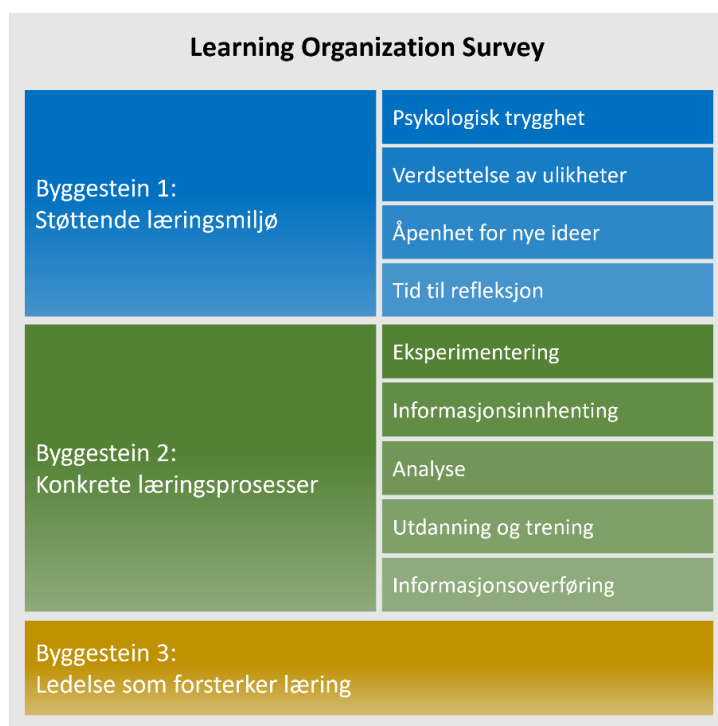 Learning Organization Survey
Byggestein 1:
Støttende læringsmiljø
Psykologisk trygghet
Verdsettelse av ulikheter
Åpenhet for nye ideer
Tid til refleksjon
Byggestein 2:
Konkrete læringsprosesser
Eksperimentering
Informasjonsinnhenting
Analyse
Utdanning og trening
Informasjonsoverføring
Byggestein 3:
Ledelse som forsterker læring